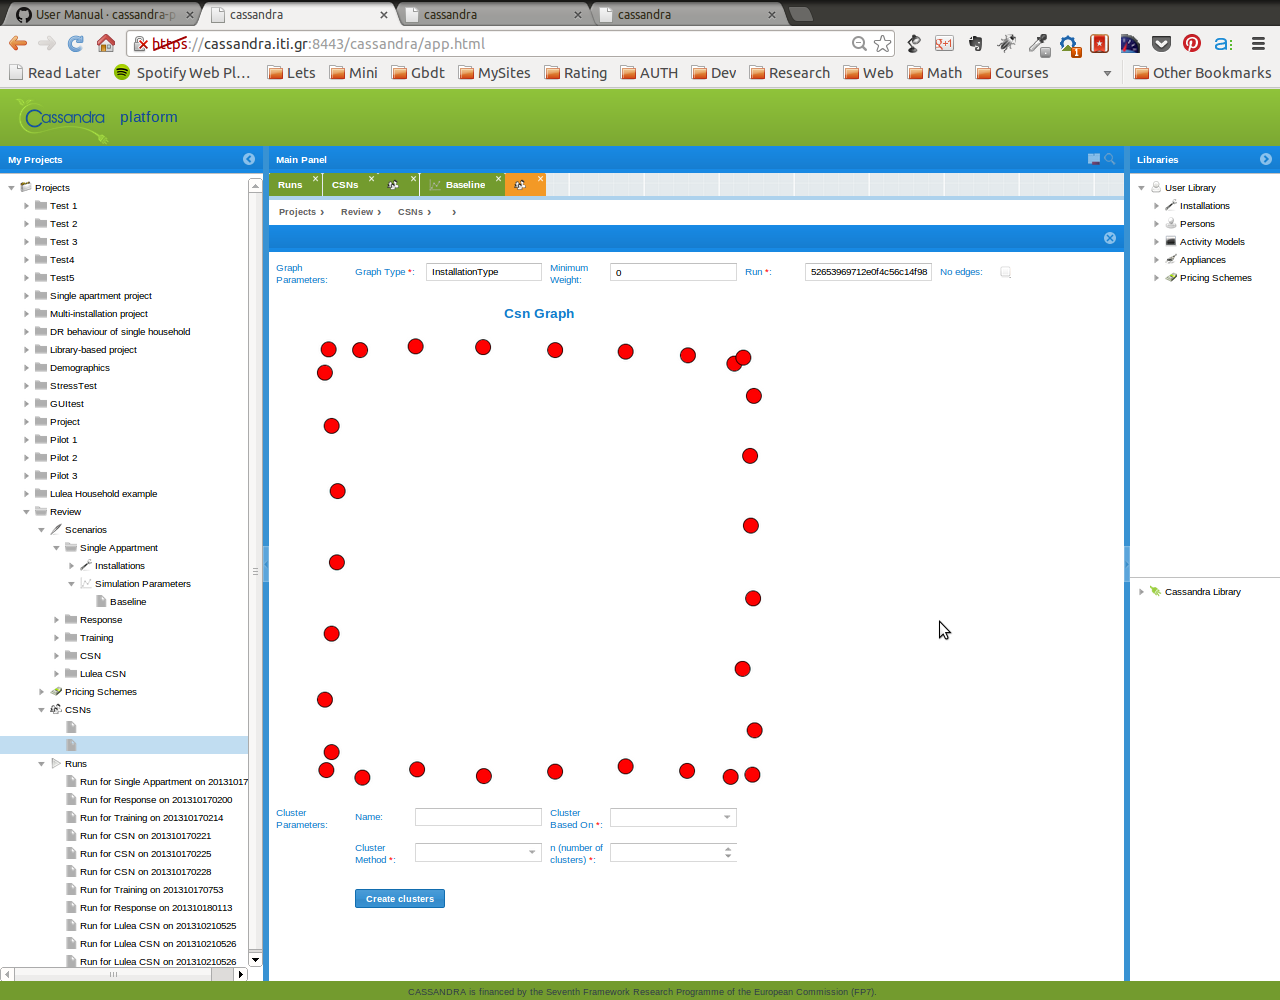 User Manual · cassandra-p
cassandra
cassandra
cassandra
https://cassandra.iti.gr:8443/cassandra/app.html
Read Later
Spotify Web Pl...
Lets
Mini
Gbdt
MySites
Rating
AUTH
Dev
Research
Web
Math
Courses
Other Bookmarks
Cassandra platform
My Projects
Main Panel
Libraries
Projects
Test 1
Test 2
Test 3
Test4
Test5
Single apartment project
Multi-installation project
DR behaviour of single household
Library-based project
Demographics
StressTest
GUItest
Project
Pilot 1
Pilot 2
Pilot 3
Lulea Household example
Review
Scenarios
Single Appartment
Installations
Simulation Parameters
Baseline
Response
Training
CSN
Lulea CSN
Pricing Schemes
CSNs
Runs
Run for Single Appartment on 20131017
Run for Response on 201310170200
Run for Training on 201310170214
Run for CSN on 201310170221
Run for CSN on 201310170225
Run for CSN on 201310170228
Run for Training on 201310170753
Run for Response on 201310180113
Run for Lulea CSN on 201310210525
Run for Lulea CSN on 201310210526
Run for Lulea CSN on 201310210526
Runs
CSNs
Baseline
Projects ›
Review ›
CSNs ›
›
Graph
Parameters:
Graph Type *:
InstallationType
Minimum
Weight:
0
Run *:
52653969712e0f4c56c14f98
No edges:
Csn Graph
Cluster
Parameters:
Name:
Cluster
Based On *:
Cluster
Method *:
n (number of
clusters) *:
Create clusters
User Library
Installations
Persons
Activity Models
Appliances
Pricing Schemes
Cassandra Library
CASSANDRA is financed by the Seventh Framework Research Programme of the European Commission (FP7).